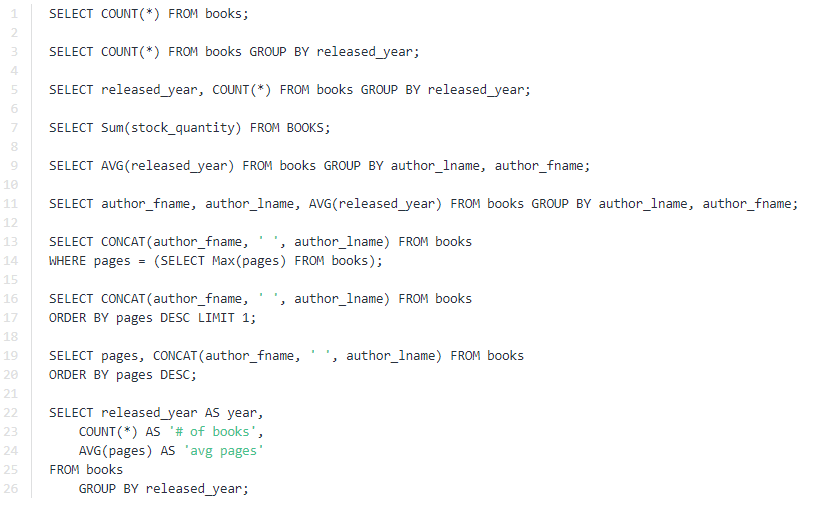 1 SELECT COUNT(*) FROM books;
2
3 SELECT COUNT(*) FROM books GROUP BY released_year;
4
5 SELECT released_year, COUNT(*) FROM books GROUP BY released_year;
6
7 SELECT Sum(stock_quantity) FROM BOOKS;
8
9 SELECT AVG(released_year) FROM books GROUP BY author_lname, author_fname;
10
11 SELECT author_fname, author_lname, AVG(released_year) FROM books GROUP BY author_lname, author_fname;
12
13 SELECT CONCAT(author_fname, ' ', author_lname) FROM books
14 WHERE pages = (SELECT Max(pages) FROM books);
15
16 SELECT CONCAT(author_fname, ' ', author_lname) FROM books
17 ORDER BY pages DESC LIMIT 1;
18
19 SELECT pages, CONCAT(author_fname, ' ', author_lname) FROM books
20 ORDER BY pages DESC;
21
22 SELECT released_year AS year,
23     COUNT(*) AS '# of books',
24     AVG(pages) AS 'avg pages'
25 FROM books
26     GROUP BY released_year;